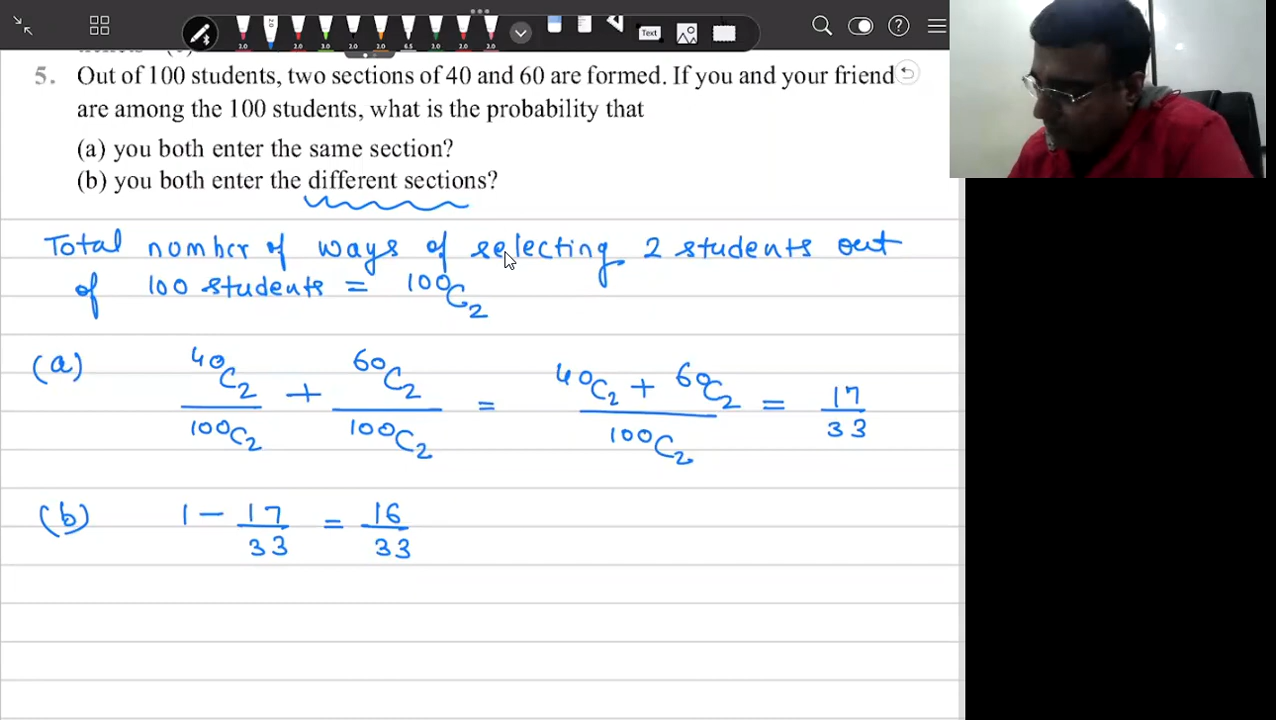 Text
5. Out of 100 students, two sections of 40 and 60 are formed. If you and your friend
are among the 100 students, what is the probability that
(a) you both enter the same section?
(b) you both enter the different sections?
Total number of ways of selecting 2 students out
of 100 students = ¹⁰⁰C₂
(a) ⁴⁰C₂/¹⁰⁰C₂ + ⁶⁰C₂/¹⁰⁰C₂ = (⁴⁰C₂ + ⁶⁰C₂)/¹⁰⁰C₂ = 17/33
(b) 1 - 17/33 = 16/33